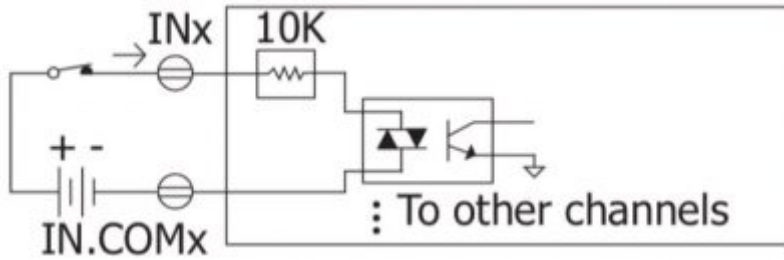 INx 10K
+ -
IN.COMx
⋮ To other channels